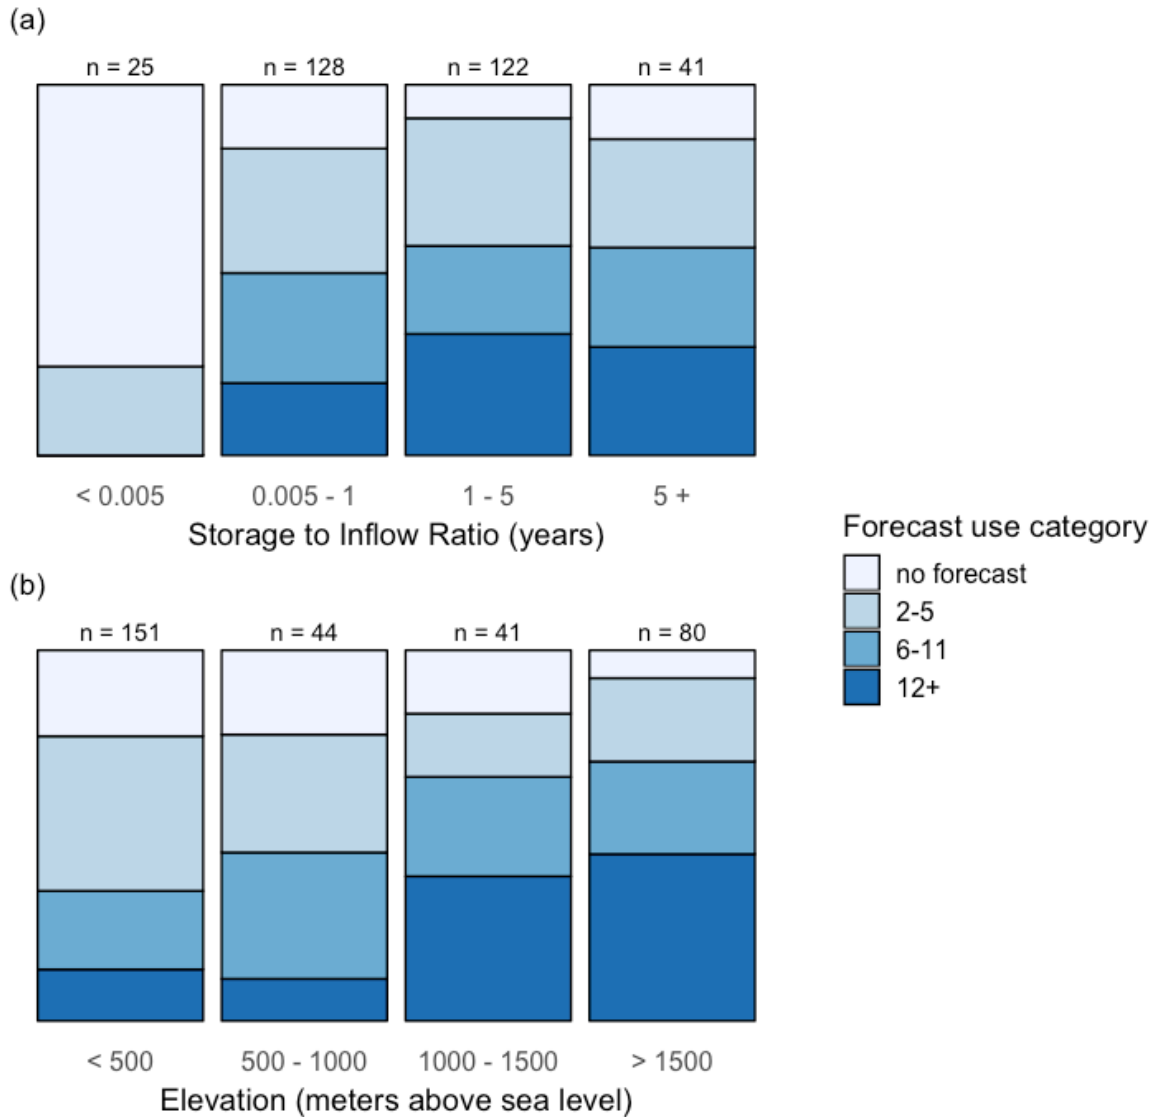 (a)
n = 25 n = 128 n = 122 n = 41
< 0.005 0.005 - 1 1 - 5 5 +
Storage to Inflow Ratio (years)
(b)
n = 151 n = 44 n = 41 n = 80
< 500 500 - 1000 1000 - 1500 > 1500
Elevation (meters above sea level)
Forecast use category
no forecast
2-5
6-11
12+